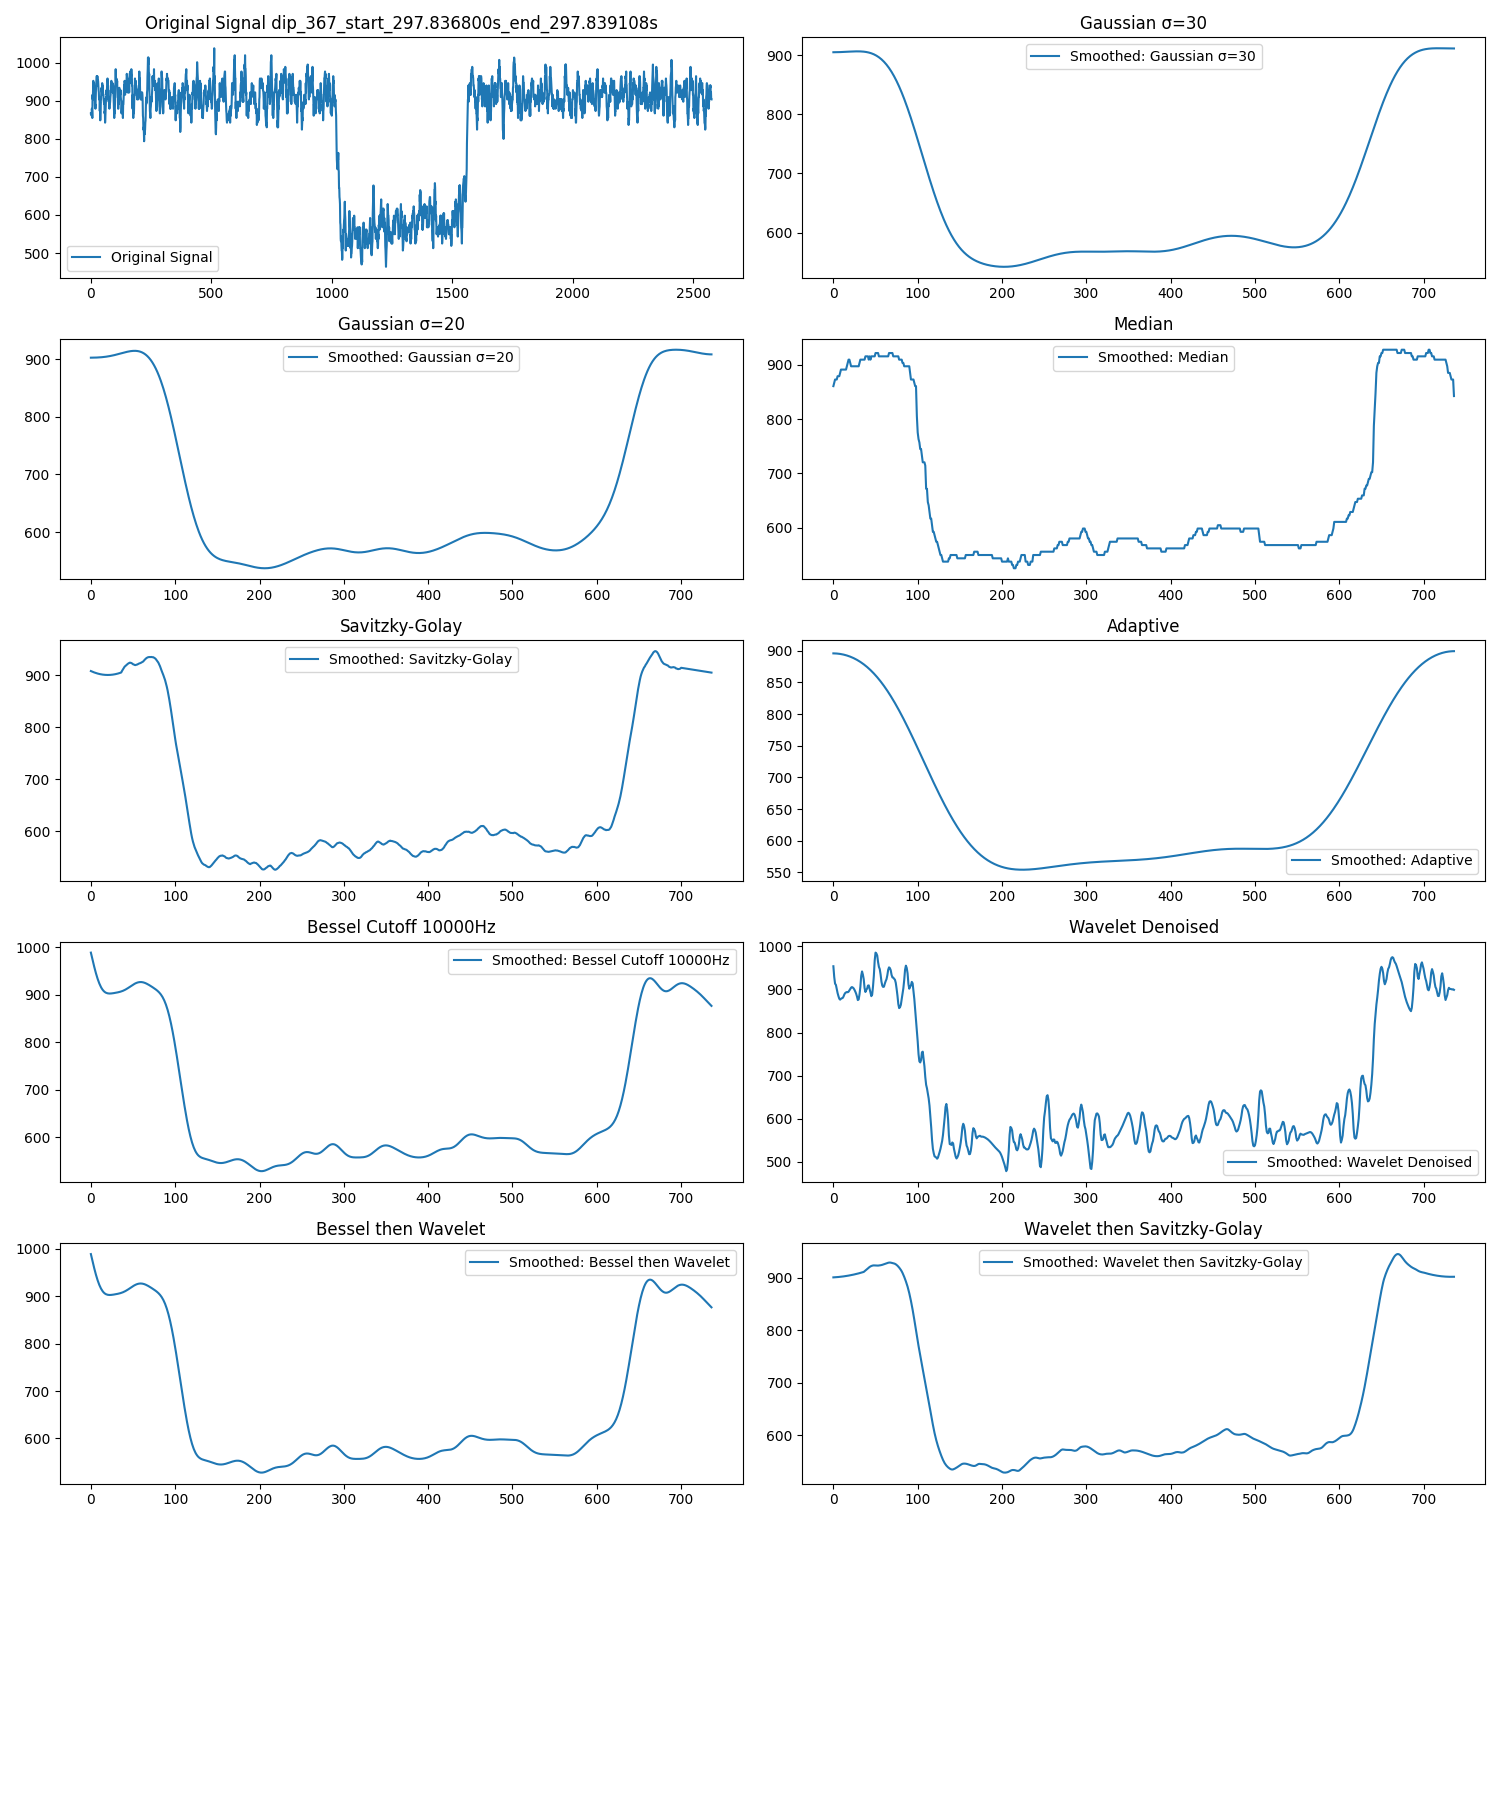 Original Signal dip_367_start_297.836800s_end_297.839108s
1000
900
800
700
600
500
Original Signal
0 500 1000 1500 2000 2500
Gaussian σ=30
900
800
700
600
Smoothed: Gaussian σ=30
0 100 200 300 400 500 600 700
Gaussian σ=20
900
800
700
600
Smoothed: Gaussian σ=20
0 100 200 300 400 500 600 700
Median
900
800
700
600
Smoothed: Median
0 100 200 300 400 500 600 700
Savitzky-Golay
900
800
700
600
Smoothed: Savitzky-Golay
0 100 200 300 400 500 600 700
Adaptive
900
850
800
750
700
650
600
550
Smoothed: Adaptive
0 100 200 300 400 500 600 700
Bessel Cutoff 10000Hz
1000
900
800
700
600
Smoothed: Bessel Cutoff 10000Hz
0 100 200 300 400 500 600 700
Wavelet Denoised
1000
900
800
700
600
500
Smoothed: Wavelet Denoised
0 100 200 300 400 500 600 700
Bessel then Wavelet
1000
900
800
700
600
Smoothed: Bessel then Wavelet
0 100 200 300 400 500 600 700
Wavelet then Savitzky-Golay
900
800
700
600
Smoothed: Wavelet then Savitzky-Golay
0 100 200 300 400 500 600 700